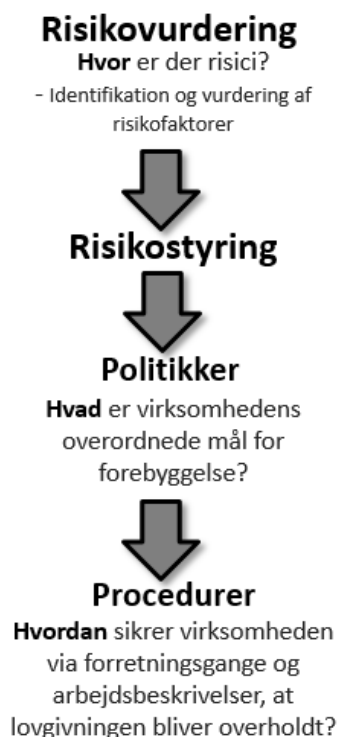 Risikovurdering
Hvor er der risici?
- Identifikation og vurdering af
risikofaktorer
Risikostyring
Politikker
Hvad er virksomhedens
overordnede mål for
forebyggelse?
Procedurer
Hvordan sikrer virksomheden
via forretningsgange og
arbejdsbeskrivelser, at
lovgivningen bliver overholdt?